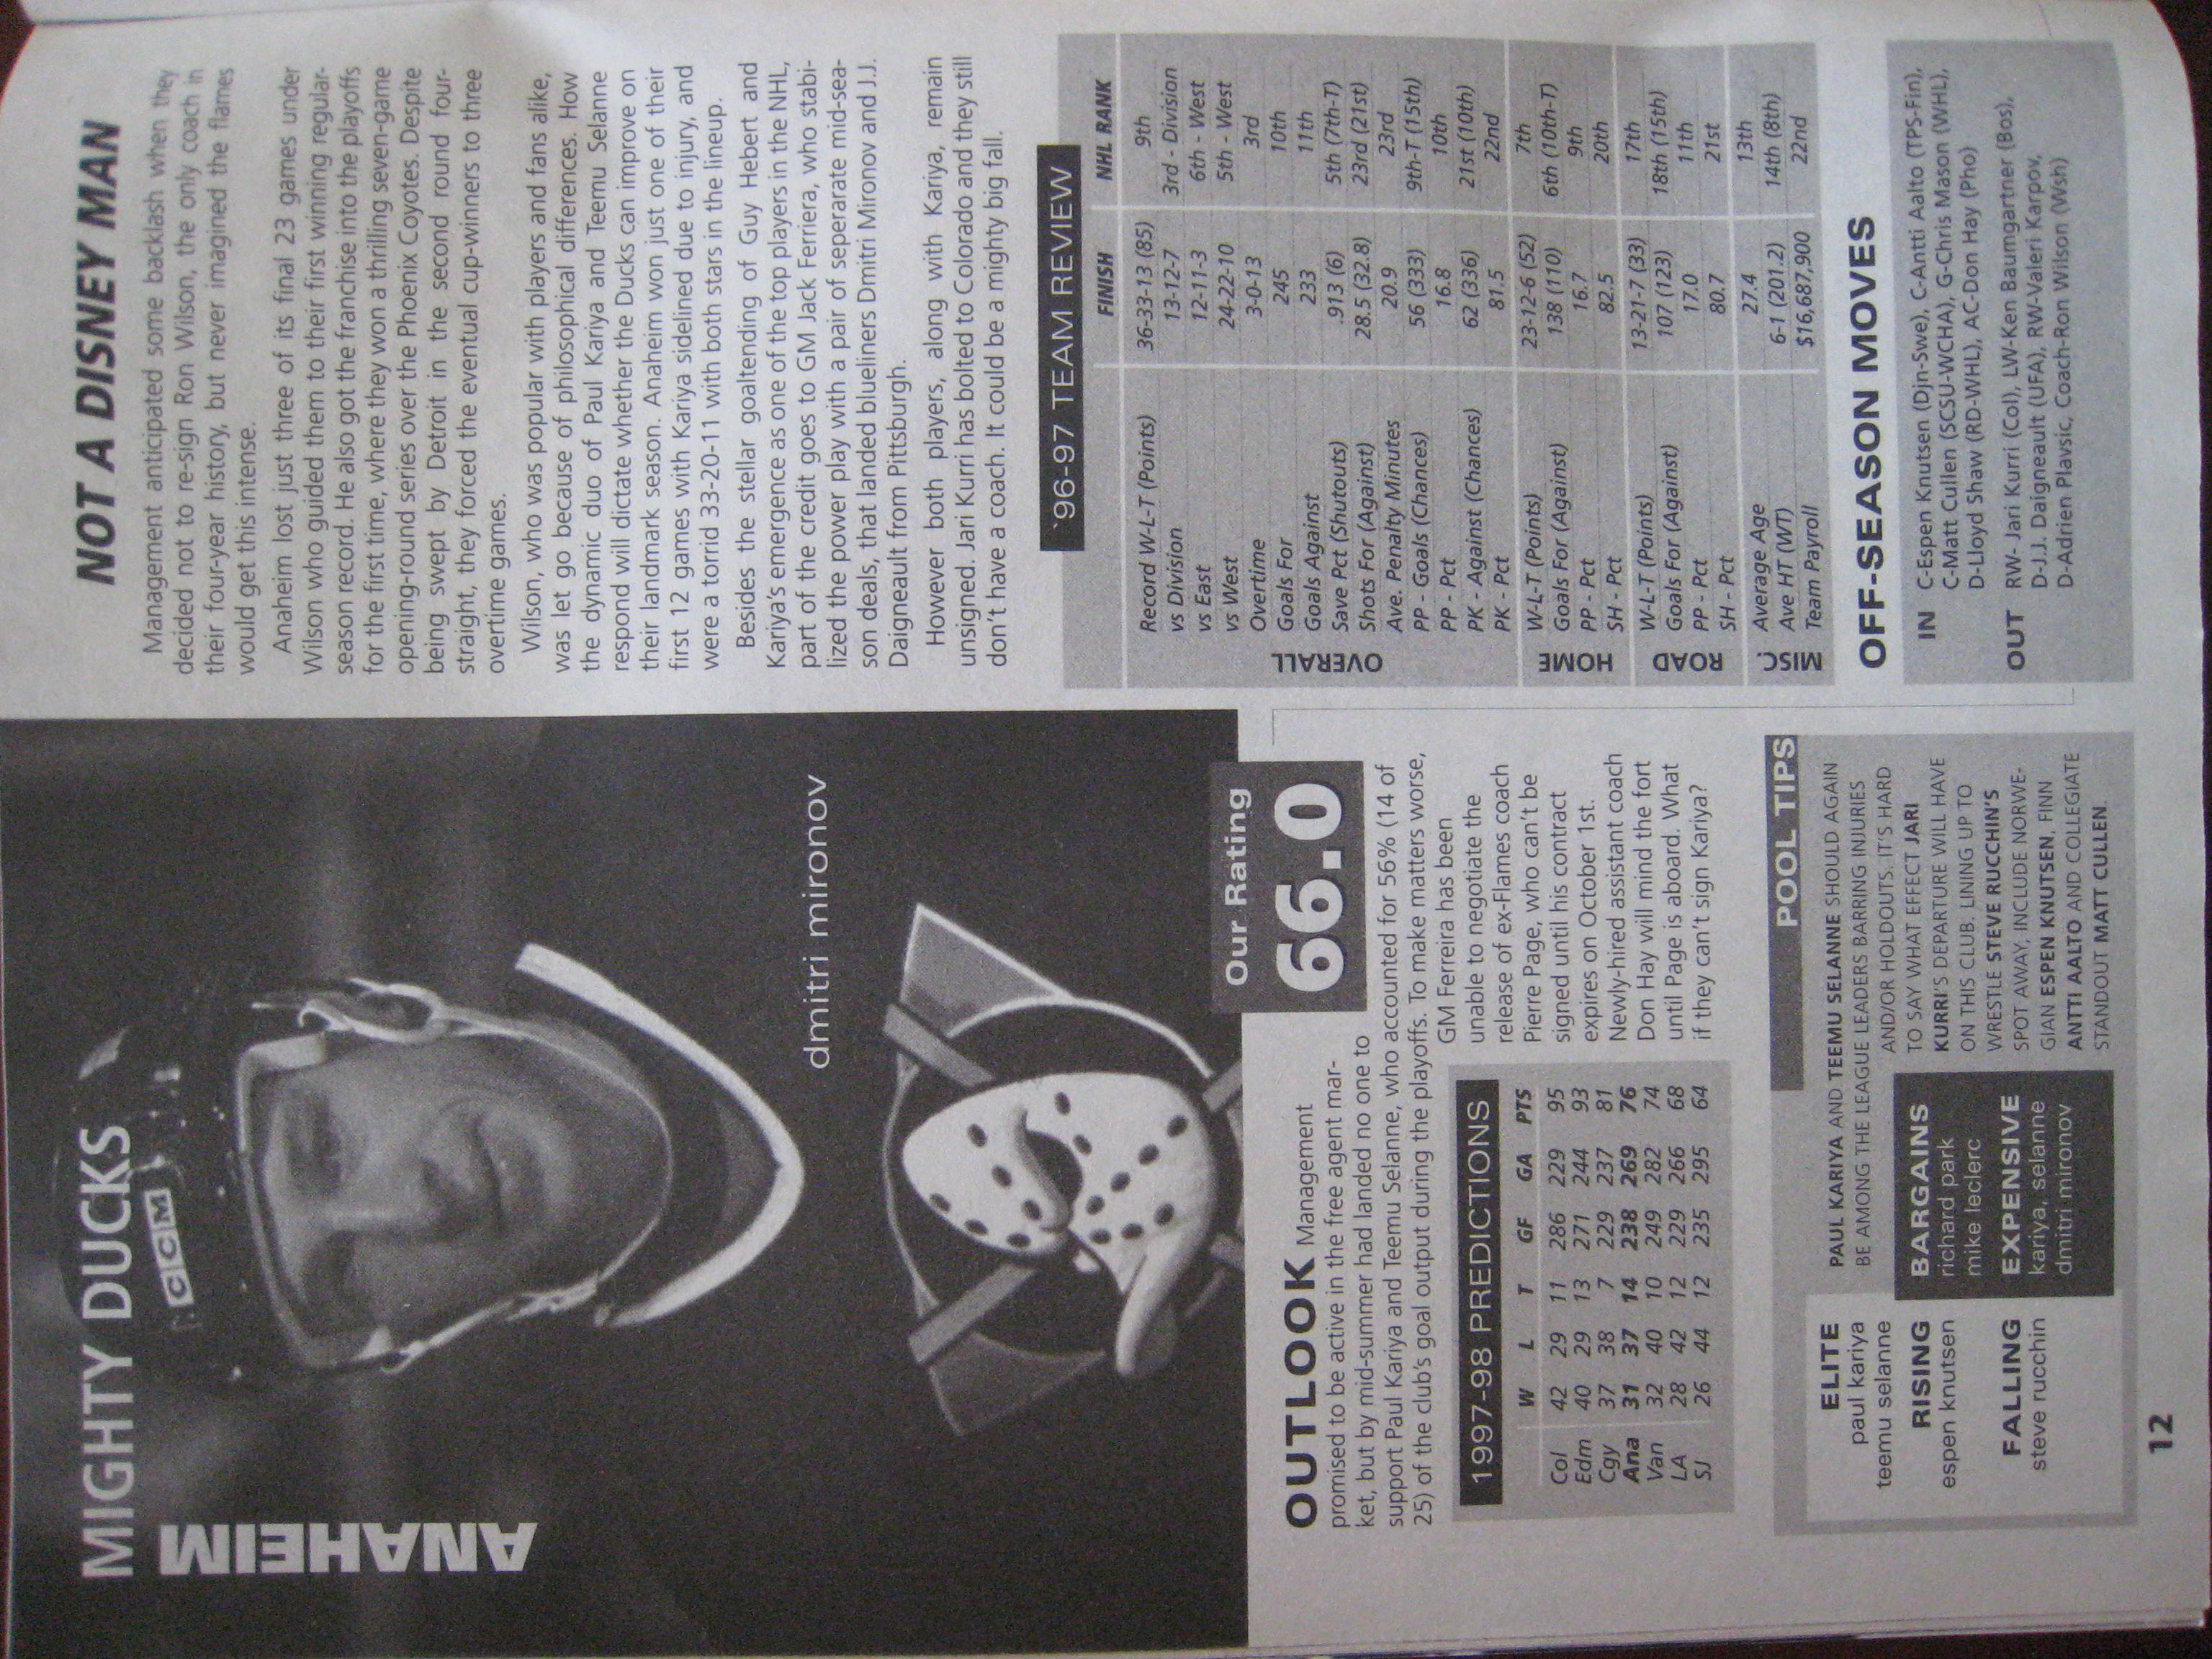 MIGHTY DUCKS
ANAHEIM
CCM
dmitri mironov
NOT A DISNEY MAN
Management anticipated some backlash when they
decided not to re-sign Ron Wilson, the only coach in
their four-year history, but never imagined the flames
would get this intense.
Anaheim lost just three of its final 23 games under
Wilson who guided them to their first winning regular-
season record. He also got the franchise into the playoffs
for the first time, where they won a thrilling seven-game
opening-round series over the Phoenix Coyotes. Despite
being swept by Detroit in the second round four-
straight, they forced the eventual cup-winners to three
overtime games.
Wilson, who was popular with players and fans alike,
was let go because of philosophical differences. How
the dynamic duo of Paul Kariya and Teemu Selanne
respond will dictate whether the Ducks can improve on
their landmark season. Anaheim won just one of their
first 12 games with Kariya sidelined due to injury, and
were a torrid 33-20-11 with both stars in the lineup.
Besides the stellar goaltending of Guy Hebert and
Kariya's emergence as one of the top players in the NHL,
part of the credit goes to GM Jack Ferriera, who stabi-
lized the power play with a pair of seperate mid-sea-
son deals, that landed blueliners Dmitri Mironov and J.J.
Daigneault from Pittsburgh.
However both players, along with Kariya, remain
unsigned. Jari Kurri has bolted to Colorado and they still
don't have a coach. It could be a mighty big fall.
Our Rating
66.0
OUTLOOK Management
promised to be active in the free agent mar-
ket, but by mid-summer had landed no one to
support Paul Kariya and Teemu Selanne, who accounted for 56% (14 of
25) of the club's goal output during the playoffs. To make matters worse,
GM Ferreira has been
unable to negotiate the
release of ex-Flames coach
Pierre Page, who can't be
signed until his contract
expires on October 1st.
Newly-hired assistant coach
Don Hay will mind the fort
until Page is aboard. What
if they can't sign Kariya?
1997-98 PREDICTIONS
W L T GF GA PTS
Col 42 29 11 286 229 95
Edm 40 29 13 271 244 93
Cgy 37 38 7 229 237 81
Ana 31 37 14 238 269 76
Van 32 40 10 249 282 74
LA 28 42 12 229 266 68
SJ 26 44 12 235 295 64
`96-97 TEAM REVIEW
FINISH NHL RANK
OVERALL
Record W-L-T (Points) 36-33-13 (85) 9th
vs Division 13-12-7 3rd - Division
vs East 12-11-3 6th - West
vs West 24-22-10 5th - West
Overtime 3-0-13 3rd
Goals For 245 10th
Goals Against 233 11th
Save Pct (Shutouts) .913 (6) 5th (7th-T)
Shots For (Against) 28.5 (32.8) 23rd (21st)
Ave. Penalty Minutes 20.9 23rd
PP - Goals (Chances) 56 (333) 9th-T (15th)
PP - Pct 16.8 10th
PK - Against (Chances) 62 (336) 21st (10th)
PK - Pct 81.5 22nd
HOME
W-L-T (Points) 23-12-6 (52) 7th
Goals For (Against) 138 (110) 6th (10th-T)
PP - Pct 16.7 9th
SH - Pct 82.5 20th
ROAD
W-L-T (Points) 13-21-7 (33) 17th
Goals For (Against) 107 (123) 18th (15th)
PP - Pct 17.0 11th
SH - Pct 80.7 21st
MISC.
Average Age 27.4 13th
Ave HT (WT) 6-1 (201.2) 14th (8th)
Team Payroll $16,687,900 22nd
POOL TIPS
PAUL KARIYA AND TEEMU SELANNE SHOULD AGAIN
BE AMONG THE LEAGUE LEADERS BARRING INJURIES
AND/OR HOLDOUTS. IT'S HARD
TO SAY WHAT EFFECT JARI
KURRI'S DEPARTURE WILL HAVE
ON THIS CLUB. LINING UP TO
WRESTLE STEVE RUCCHIN'S
SPOT AWAY, INCLUDE NORWE-
GIAN ESPEN KNUTSEN, FINN
ANTTI AALTO AND COLLEGIATE
STANDOUT MATT CULLEN.
ELITE
paul kariya
teemu selanne
RISING
espen knutsen
FALLING
steve rucchin
BARGAINS
richard park
mike leclerc
EXPENSIVE
kariya, selanne
dmitri mironov
OFF-SEASON MOVES
IN C-Espen Knutsen (Djn-Swe), C-Antti Aalto (TPS-Fin),
C-Matt Cullen (SCSU-WCHA), G-Chris Mason (WHL),
D-Lloyd Shaw (RD-WHL), AC-Don Hay (Pho)
OUT RW- Jari Kurri (Col), LW-Ken Baumgartner (Bos),
D-J.J. Daigneault (UFA), RW-Valeri Karpov,
D-Adrien Plavsic, Coach-Ron Wilson (Wsh)
12